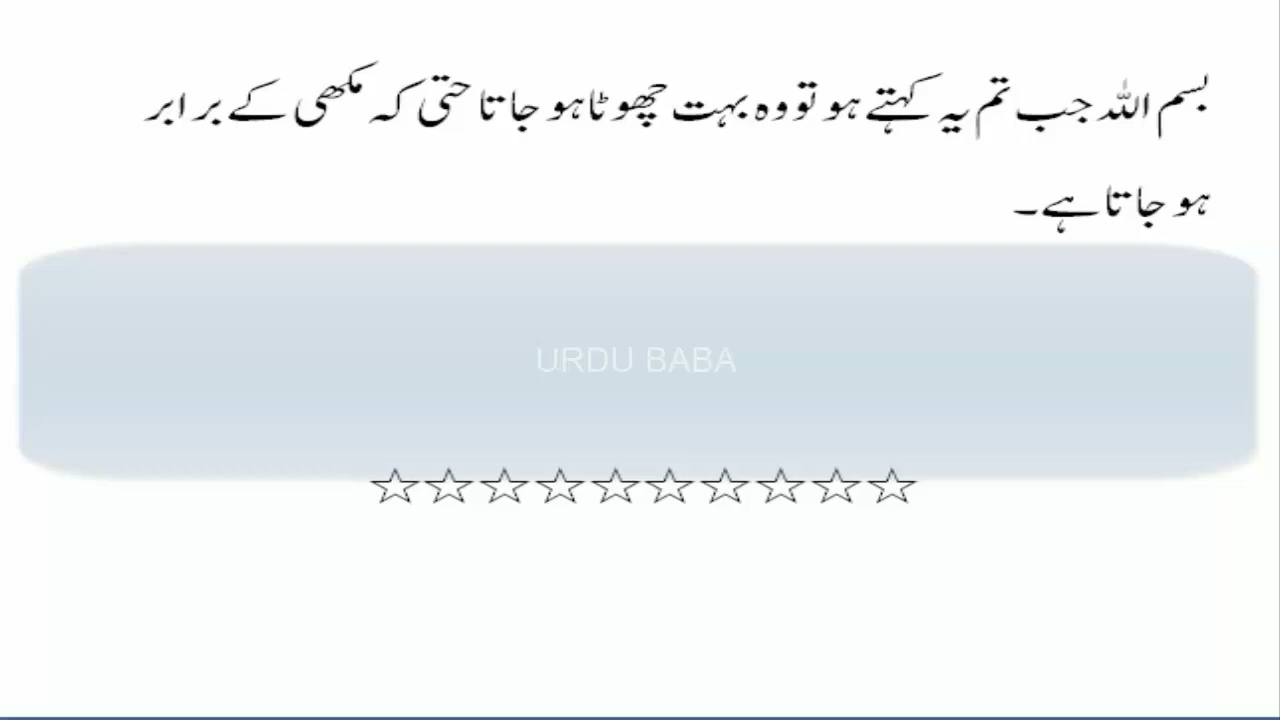 بسم اللہ جب تم یہ کہتے ہو تو وہ بہت چھوٹا ہو جاتا حتیٰ کہ مکھی کے برابر
ہو جاتا ہے۔
URDU BABA
☆☆☆☆☆☆☆☆☆☆